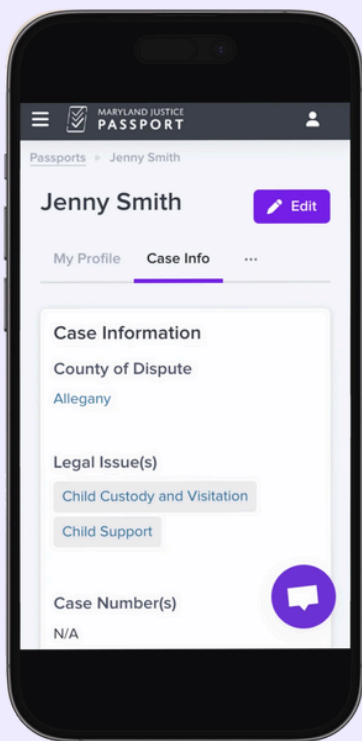 MARYLAND JUSTICE
PASSPORT
Passports » Jenny Smith
Jenny Smith
Edit
My Profile Case Info ...
Case Information
County of Dispute
Allegany
Legal Issue(s)
Child Custody and Visitation
Child Support
Case Number(s)
N/A